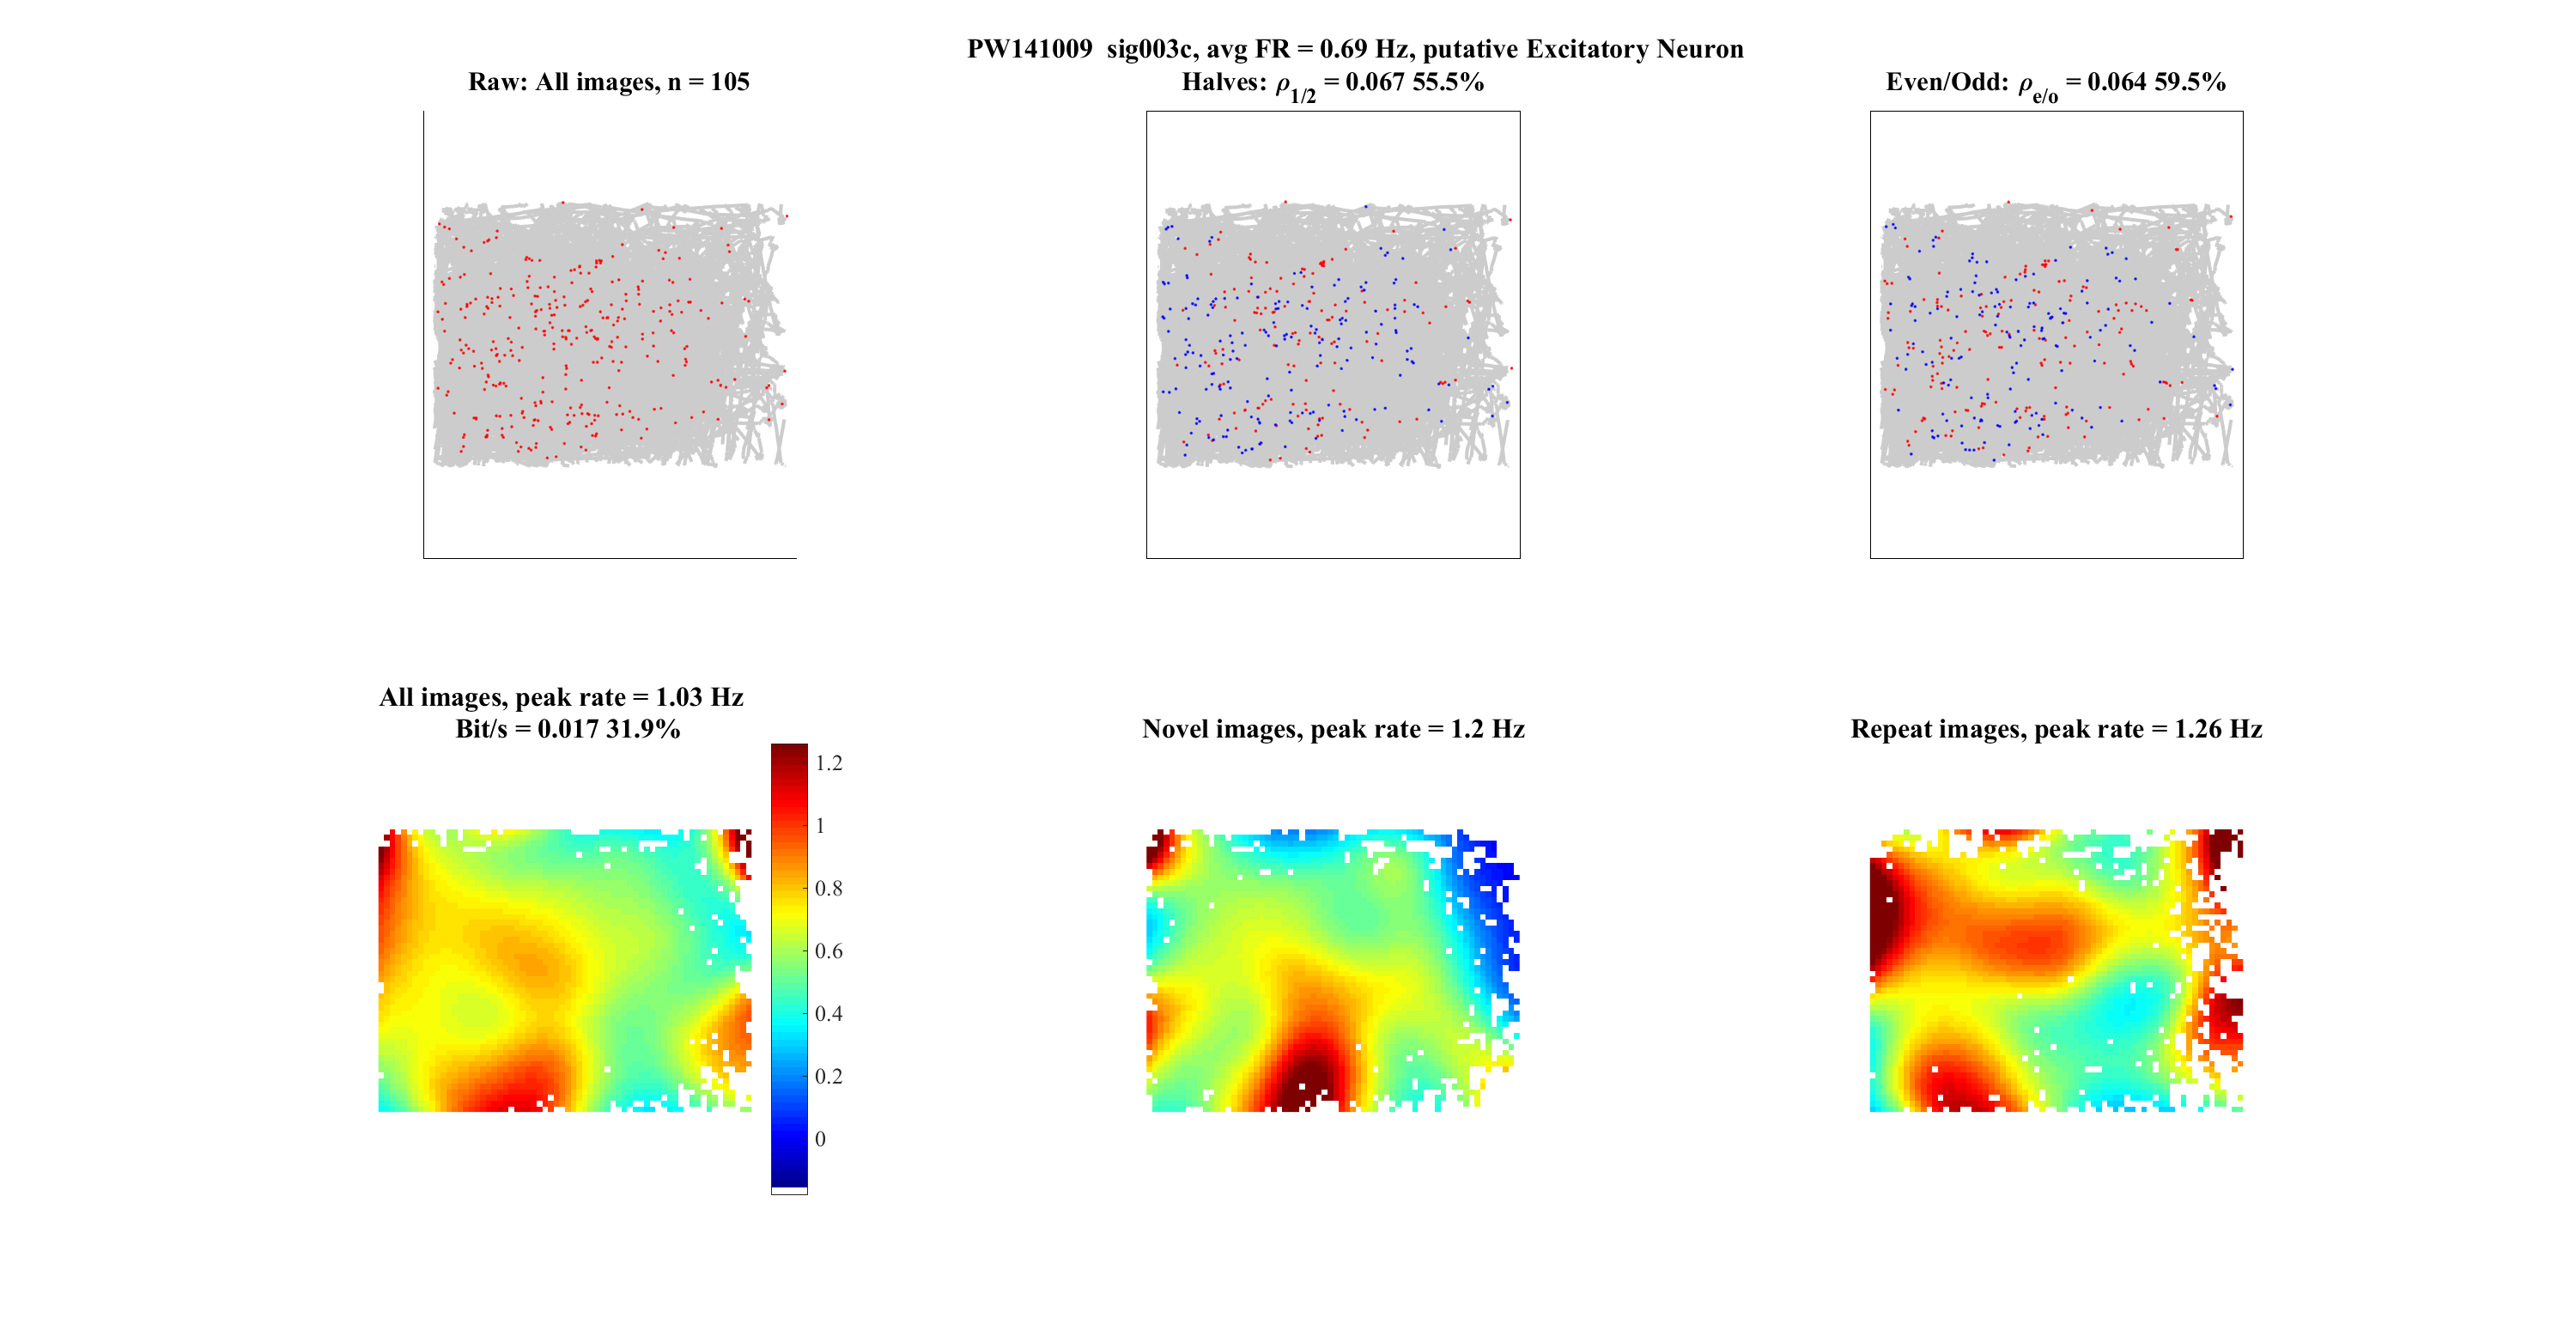 PW141009 sig003c, avg FR = 0.69 Hz, putative Excitatory Neuron
Raw: All images, n = 105
Halves: ρ1/2 = 0.067 55.5%
Even/Odd: ρe/o = 0.064 59.5%
All images, peak rate = 1.03 Hz
Bit/s = 0.017 31.9%
1.2
1
0.8
0.6
0.4
0.2
0
Novel images, peak rate = 1.2 Hz
Repeat images, peak rate = 1.26 Hz